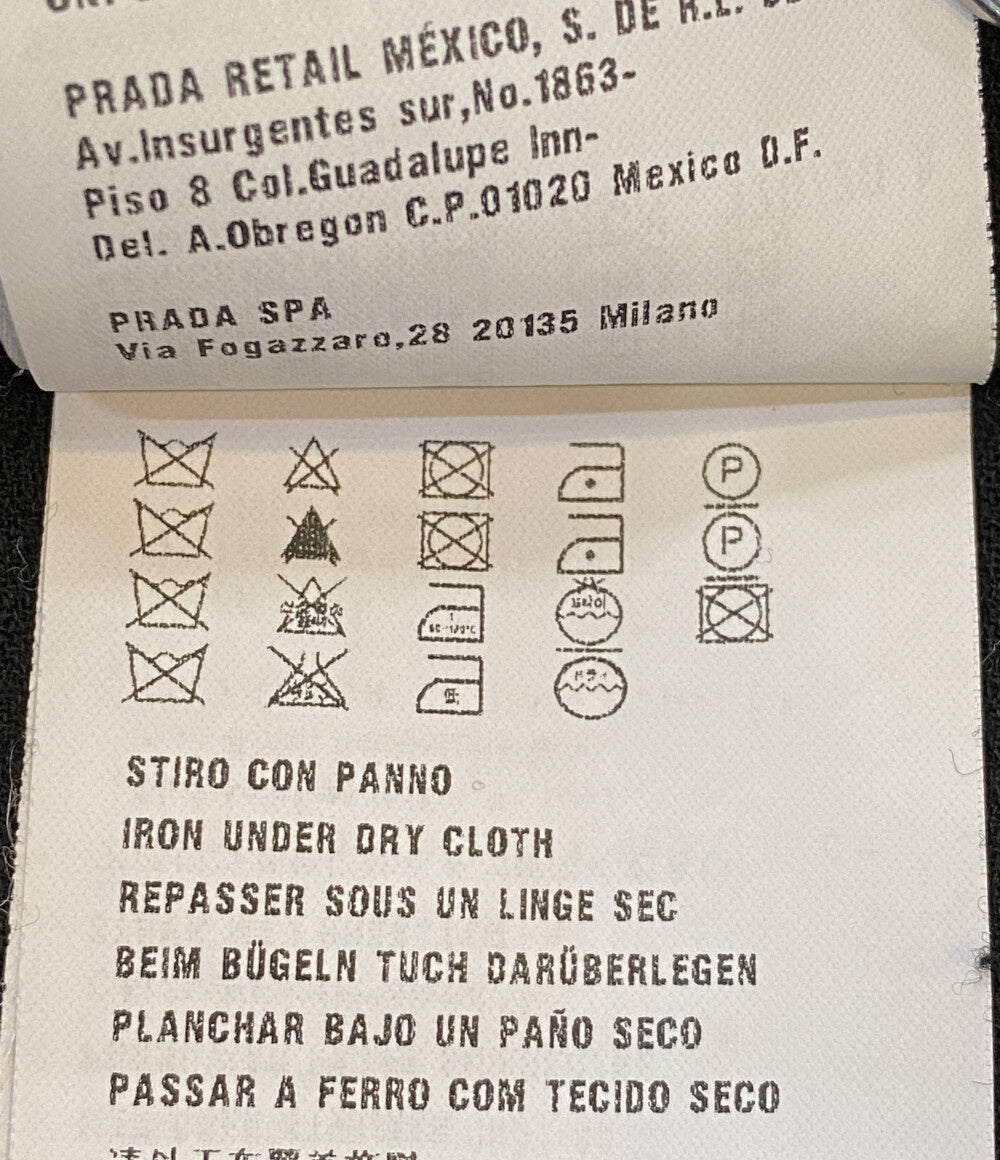 PRADA RETAIL MÉXICO, S. DE R.L.
Av.Insurgentes sur,No.1863-
Piso 8 Col.Guadalupe Inn-
Del. A.Obregon C.P.01020 Mexico D.F.
PRADA SPA
Via Fogazzaro,28 20135 Milano
P
P
STIRO CON PANNO
IRON UNDER DRY CLOTH
REPASSER SOUS UN LINGE SEC
BEIM BÜGELN TUCH DARÜBERLEGEN
PLANCHAR BAJO UN PAÑO SECO
PASSAR A FERRO COM TECIDO SECO